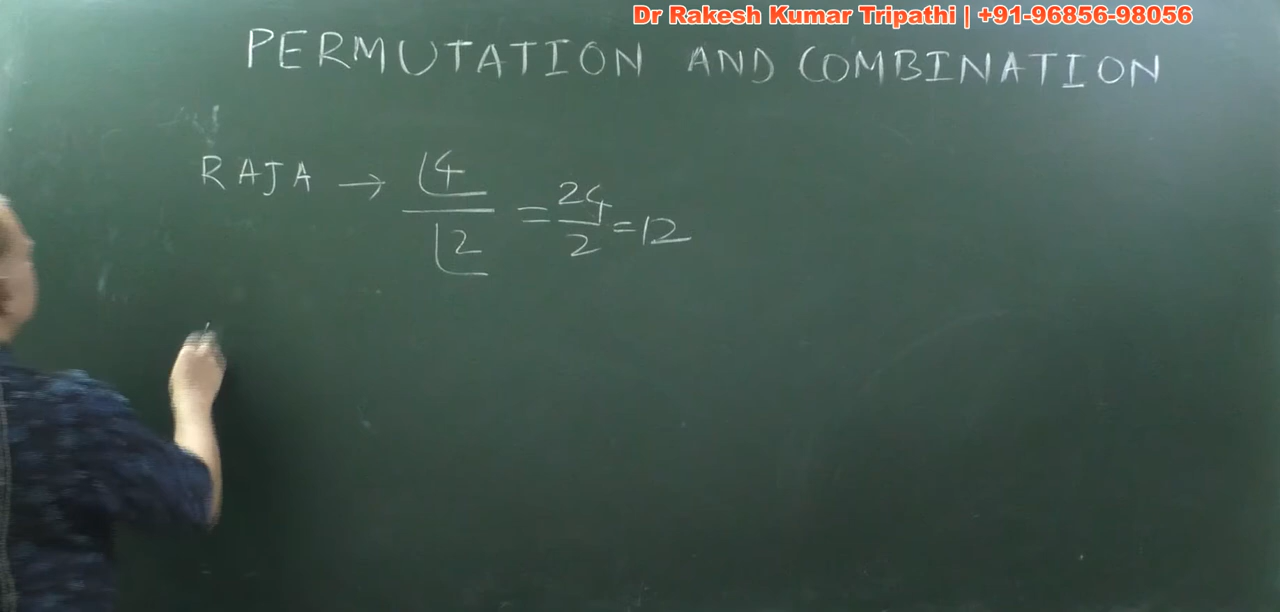 Dr Rakesh Kumar Tripathi | +91-96856-98056
PERMUTATION AND COMBINATION
RAJA → |4 / |2 = 24/2 = 12